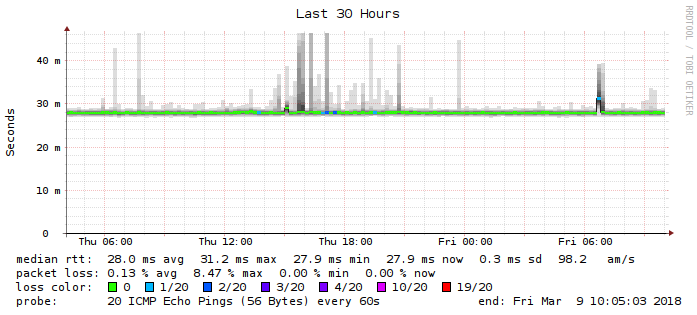 Last 30 Hours
RRDTOOL / TOBI OETIKER
Seconds
40 m
30 m
20 m
10 m
0
Thu 06:00 Thu 12:00 Thu 18:00 Fri 00:00 Fri 06:00
median rtt: 28.0 ms avg 31.2 ms max 27.9 ms min 27.9 ms now 0.3 ms sd 98.2 am/s
packet loss: 0.13 % avg 8.47 % max 0.00 % min 0.00 % now
loss color: 0 1/20 2/20 3/20 4/20 10/20 19/20
probe: 20 ICMP Echo Pings (56 Bytes) every 60s end: Fri Mar 9 10:05:03 2018